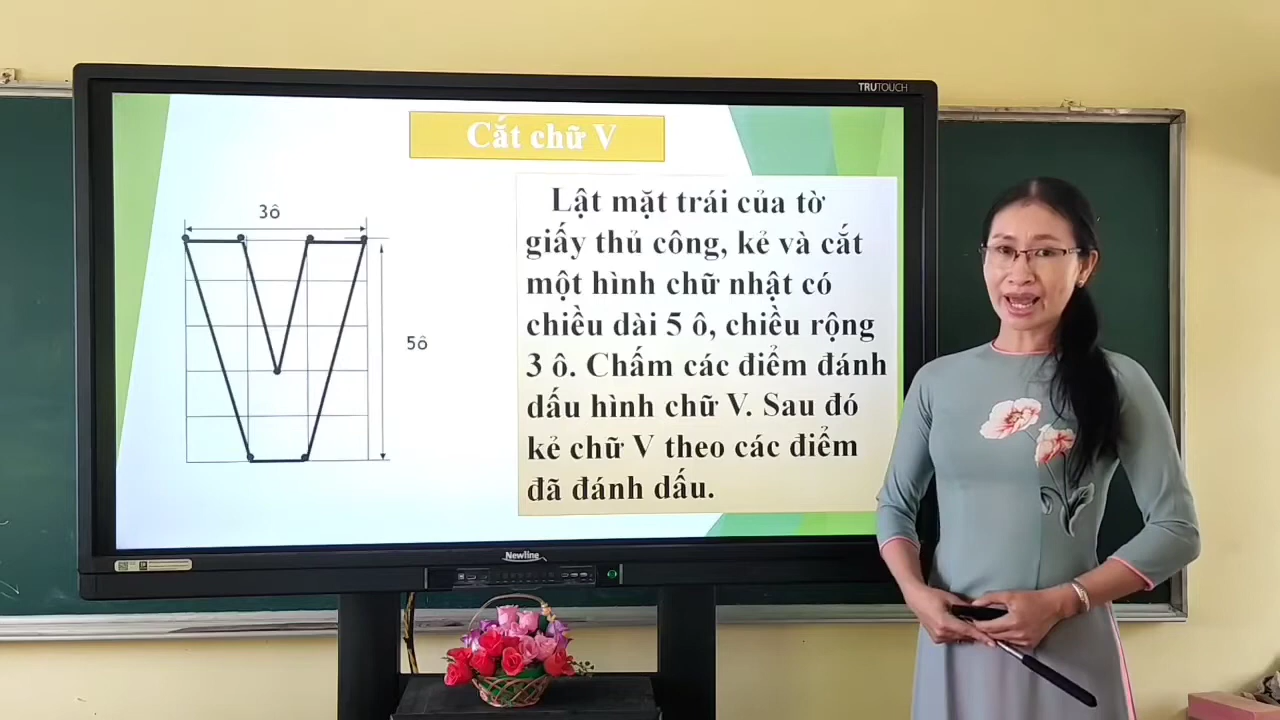 TRUTOUCH
Cắt chữ V
3ô
5ô
Lật mặt trái của tờ
giấy thủ công, kẻ và cắt
một hình chữ nhật có
chiều dài 5 ô, chiều rộng
3 ô. Chấm các điểm đánh
dấu hình chữ V. Sau đó
kẻ chữ V theo các điểm
đã đánh dấu.
Newline